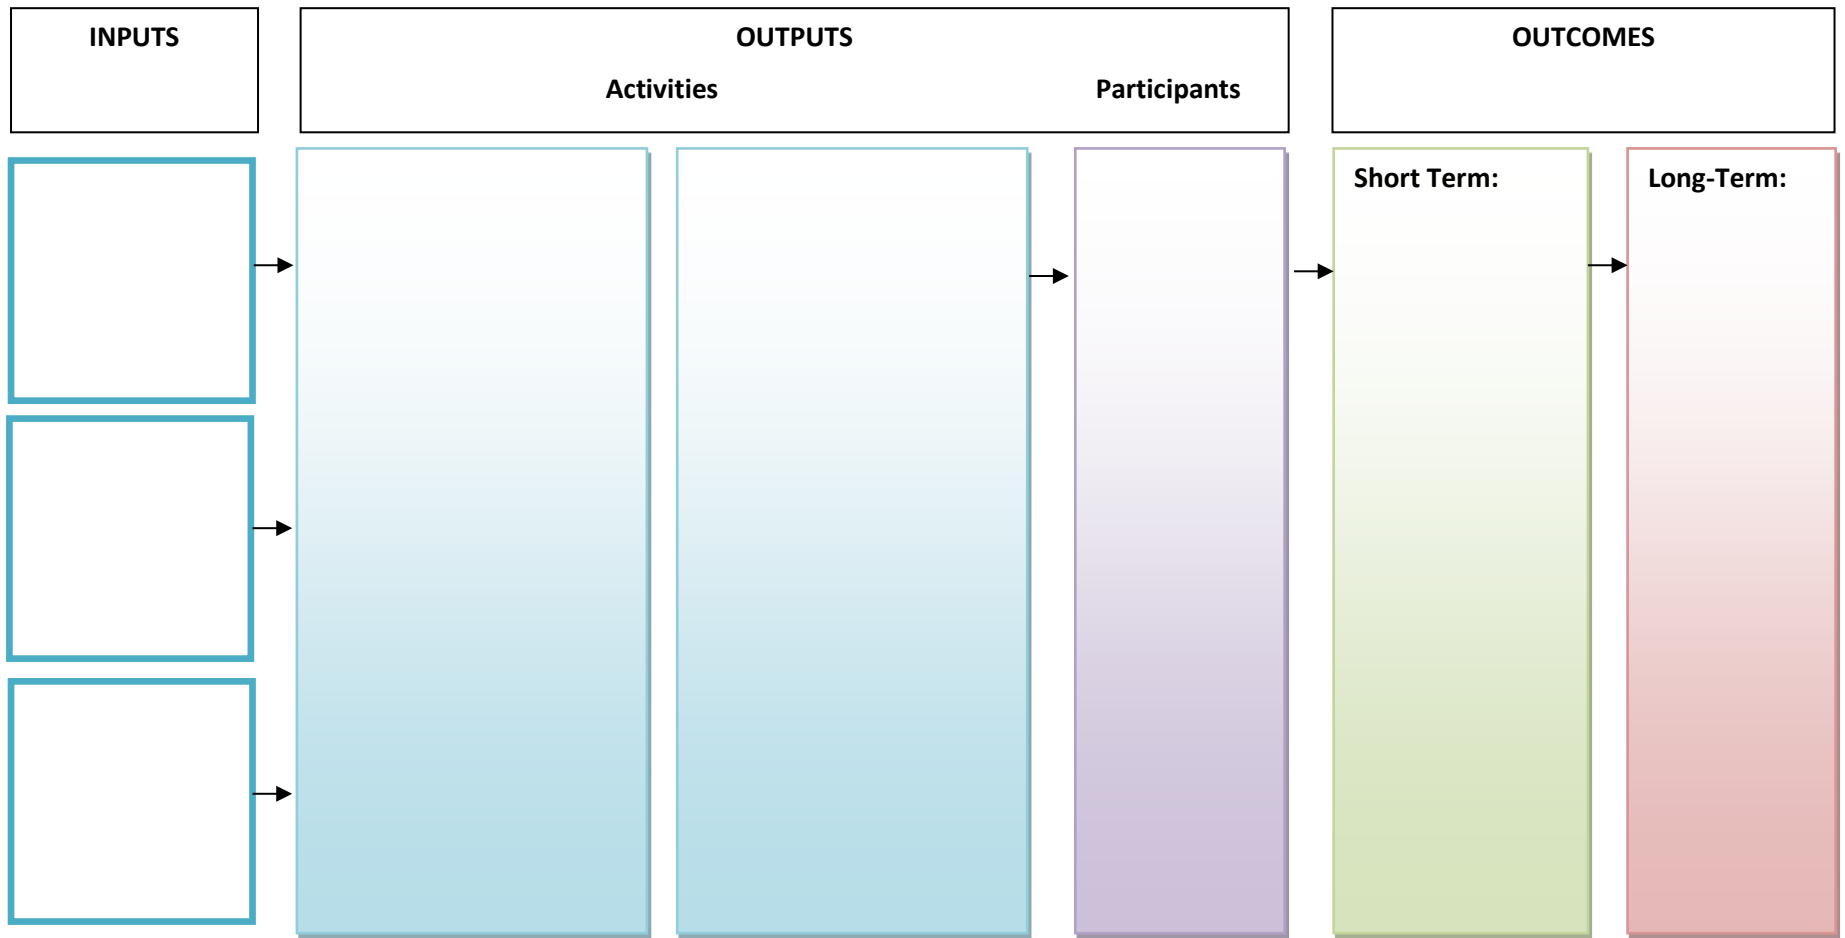 INPUTS
OUTPUTS
Activities Participants
OUTCOMES
Short Term:
Long-Term: